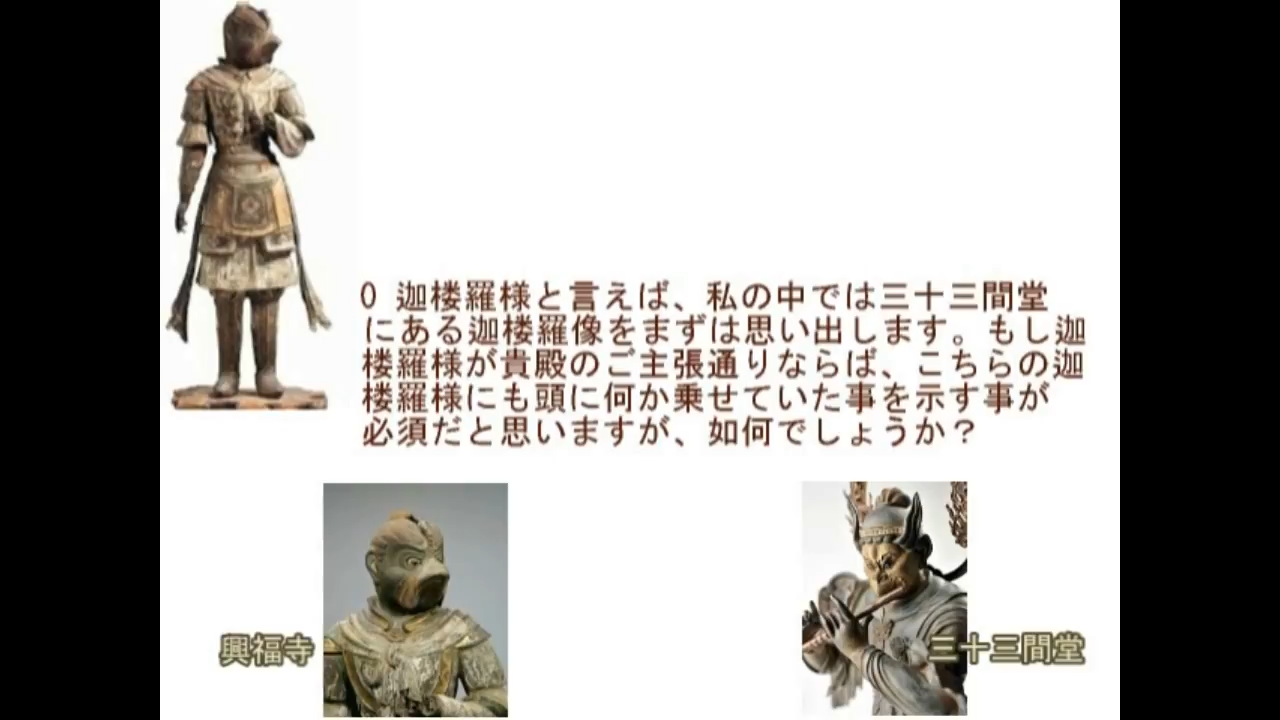 O 迦楼羅様と言えば、私の中では三十三間堂
にある迦楼羅像をまずは思い出します。もし迦
楼羅様が貴殿のご主張通りならば、こちらの迦
楼羅様にも頭に何か乗せていた事を示す事が
必須だと思いますが、如何でしょうか？
興福寺
三十三間堂